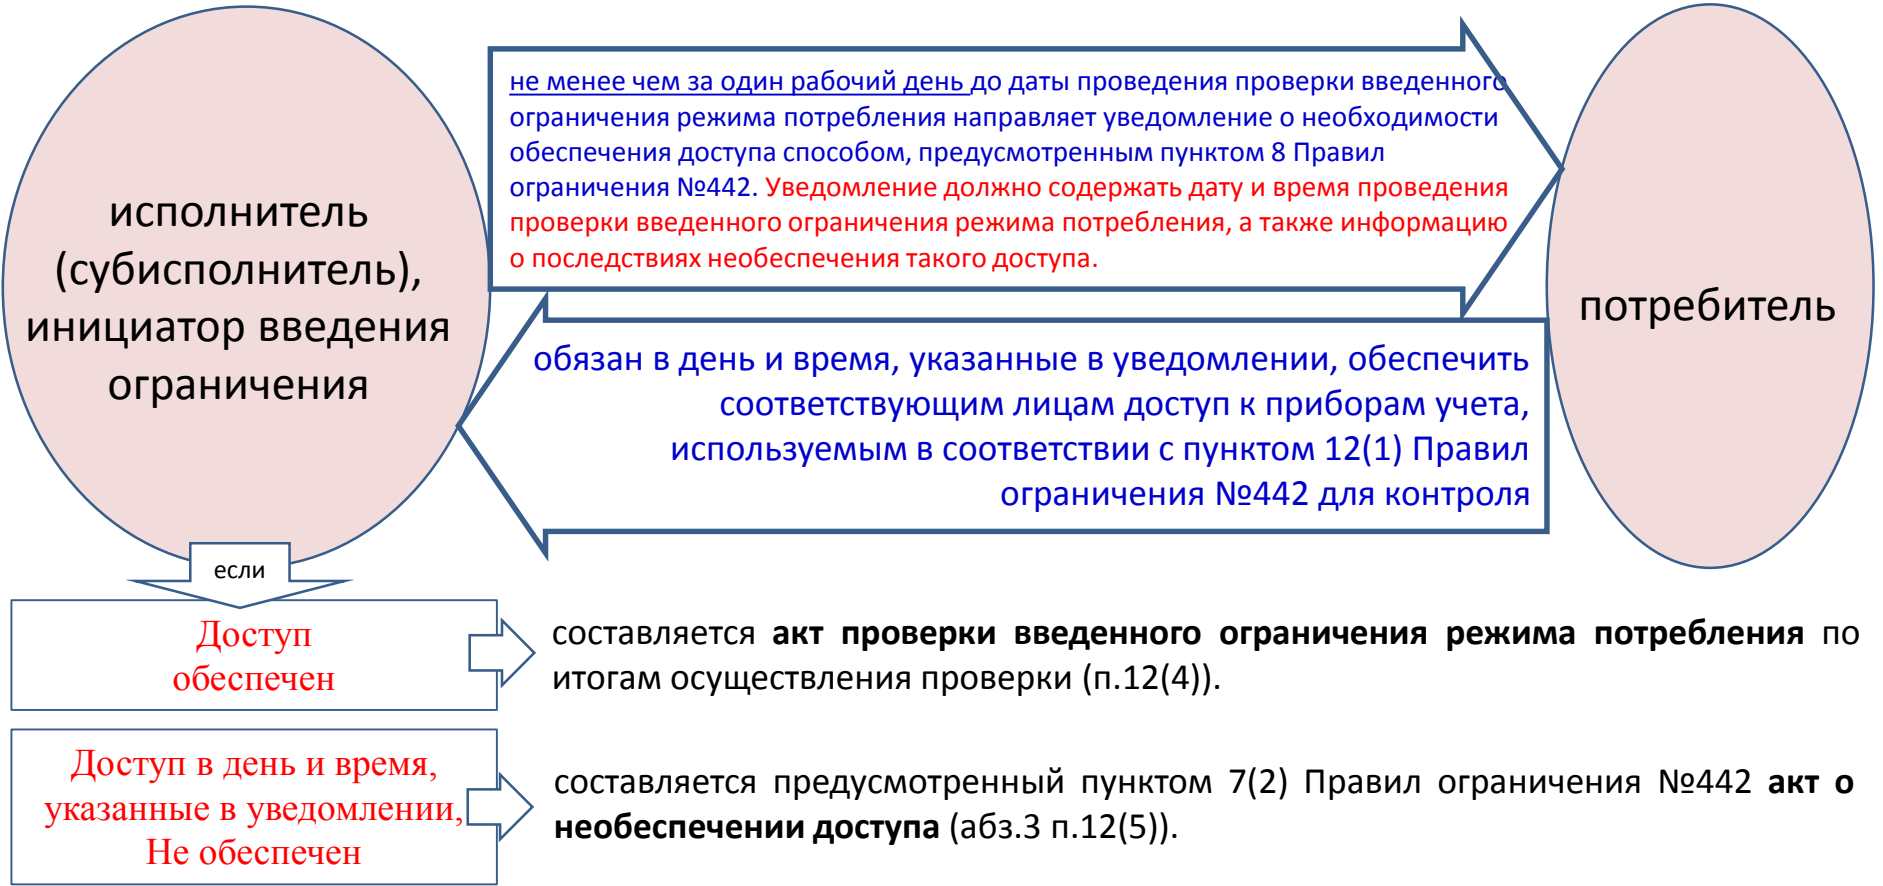 исполнитель
(субисполнитель),
инициатор введения
ограничения
не менее чем за один рабочий день до даты проведения проверки введенного
ограничения режима потребления направляет уведомление о необходимости
обеспечения доступа способом, предусмотренным пунктом 8 Правил
ограничения №442. Уведомление должно содержать дату и время проведения
проверки введенного ограничения режима потребления, а также информацию
о последствиях необеспечения такого доступа.
потребитель
обязан в день и время, указанные в уведомлении, обеспечить
соответствующим лицам доступ к приборам учета,
используемым в соответствии с пунктом 12(1) Правил
ограничения №442 для контроля
если
Доступ
обеспечен
составляется акт проверки введенного ограничения режима потребления по
итогам осуществления проверки (п.12(4)).
Доступ в день и время,
указанные в уведомлении,
Не обеспечен
составляется предусмотренный пунктом 7(2) Правил ограничения №442 акт о
необеспечении доступа (абз.3 п.12(5)).